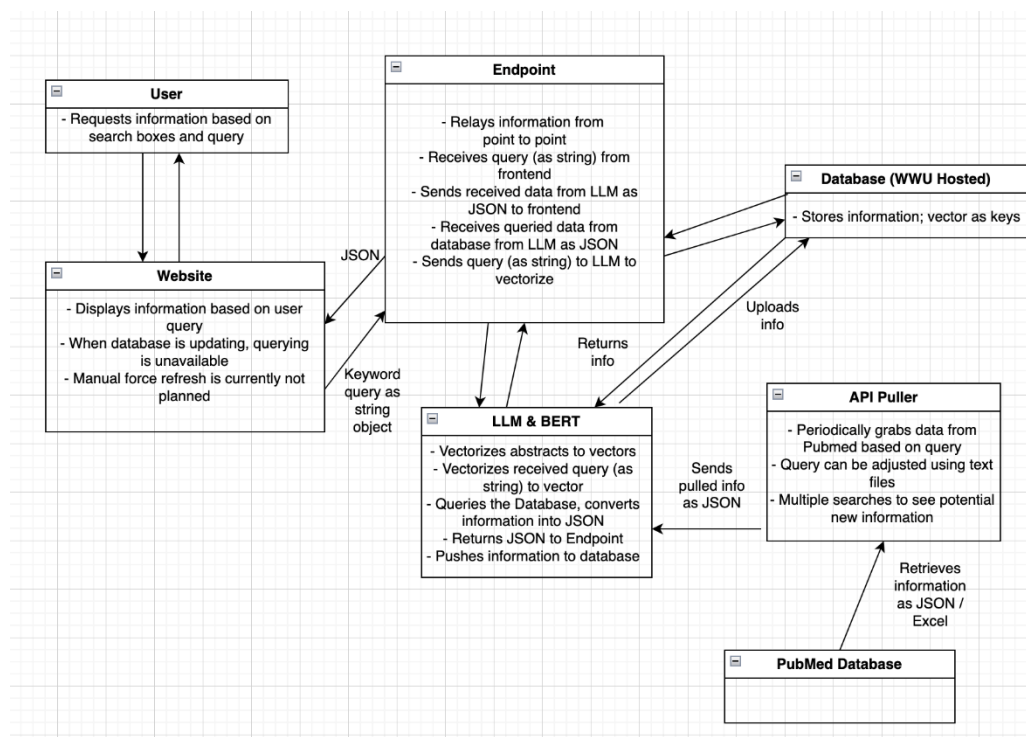 User
- Requests information based on
search boxes and query
Endpoint
- Relays information from
point to point
- Receives query (as string) from
frontend
- Sends received data from LLM as
JSON to frontend
- Receives queried data from
database from LLM as JSON
- Sends query (as string) to LLM to
vectorize
Database (WWU Hosted)
- Stores information; vector as keys
JSON
Website
- Displays information based on user
query
- When database is updating, querying
is unavailable
- Manual force refresh is currently not
planned
Keyword
query as
string
object
Returns
info
Uploads
info
LLM & BERT
- Vectorizes abstracts to vectors
- Vectorizes received query (as
string) to vector
- Queries the Database, converts
information into JSON
- Returns JSON to Endpoint
- Pushes information to database
Sends
pulled info
as JSON
API Puller
- Periodically grabs data from
Pubmed based on query
- Query can be adjusted using text
files
- Multiple searches to see potential
new information
Retrieves
information
as JSON /
Excel
PubMed Database